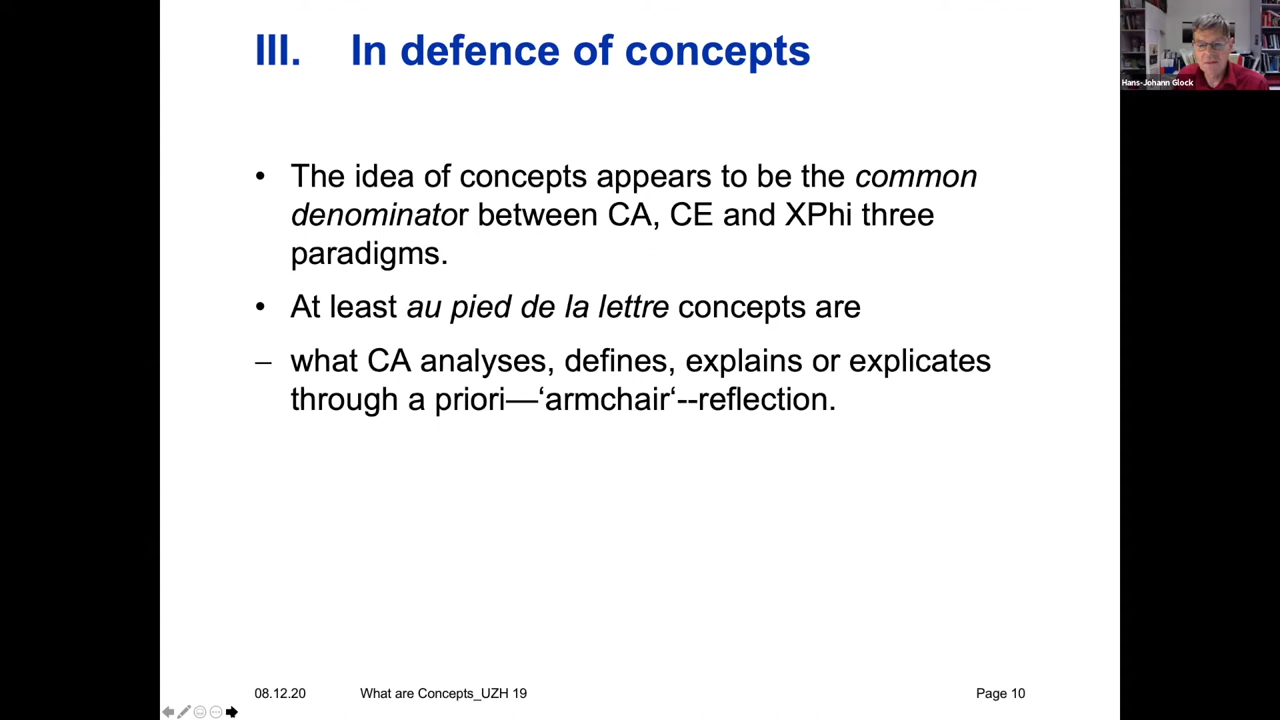 III. In defence of concepts
Hans-Johann Glock
• The idea of concepts appears to be the common
denominator between CA, CE and XPhi three
paradigms.
• At least au pied de la lettre concepts are
– what CA analyses, defines, explains or explicates
through a priori—‘armchair‘--reflection.
08.12.20 What are Concepts_UZH 19 Page 10